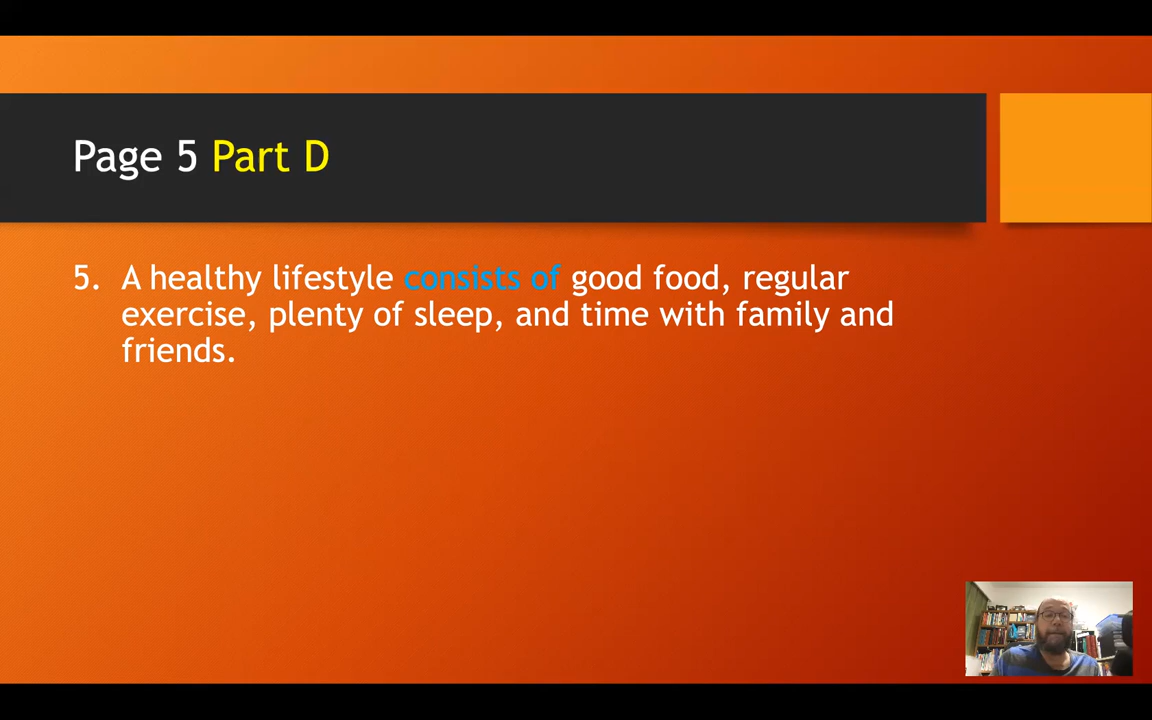 Page 5 Part D
5. A healthy lifestyle consists of good food, regular
exercise, plenty of sleep, and time with family and
friends.